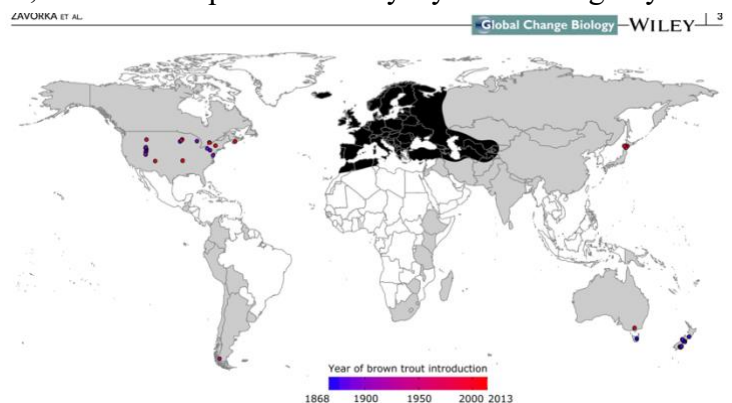 ZAVORKA ET AL.
Global Change Biology WILEY 3
Year of brown trout introduction
1868 1900 1950 2000 2013